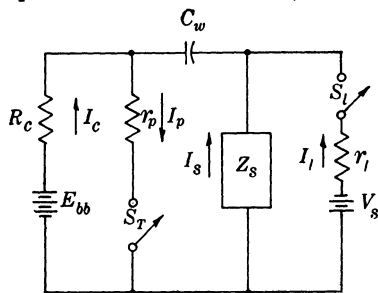 C_w
R_c I_c r_p I_p S_l
I_s Z_s I_l r_l
E_bb S_T V_s